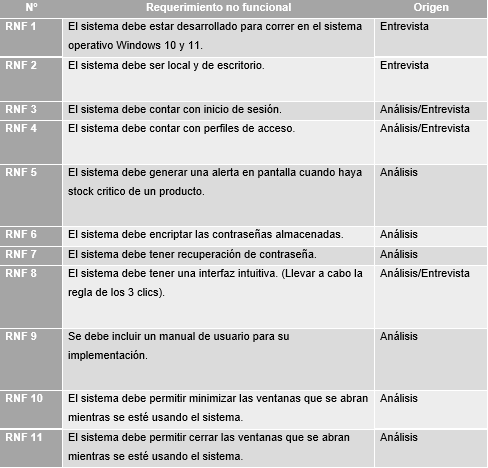 Nº Requerimiento no funcional Origen
RNF 1 El sistema debe estar desarrollado para correr en el sistema Entrevista
operativo Windows 10 y 11.
RNF 2 El sistema debe ser local y de escritorio. Entrevista
RNF 3 El sistema debe contar con inicio de sesión. Análisis/Entrevista
RNF 4 El sistema debe contar con perfiles de acceso. Análisis/Entrevista
RNF 5 El sistema debe generar una alerta en pantalla cuando haya Análisis
stock critico de un producto.
RNF 6 El sistema debe encriptar las contraseñas almacenadas. Análisis
RNF 7 El sistema debe tener recuperación de contraseña. Análisis
RNF 8 El sistema debe tener una interfaz intuitiva. (Llevar a cabo la Análisis/Entrevista
regla de los 3 clics).
RNF 9 Se debe incluir un manual de usuario para su Análisis
implementación.
RNF 10 El sistema debe permitir minimizar las ventanas que se abran Análisis
mientras se esté usando el sistema.
RNF 11 El sistema debe permitir cerrar las ventanas que se abran Análisis
mientras se esté usando el sistema.